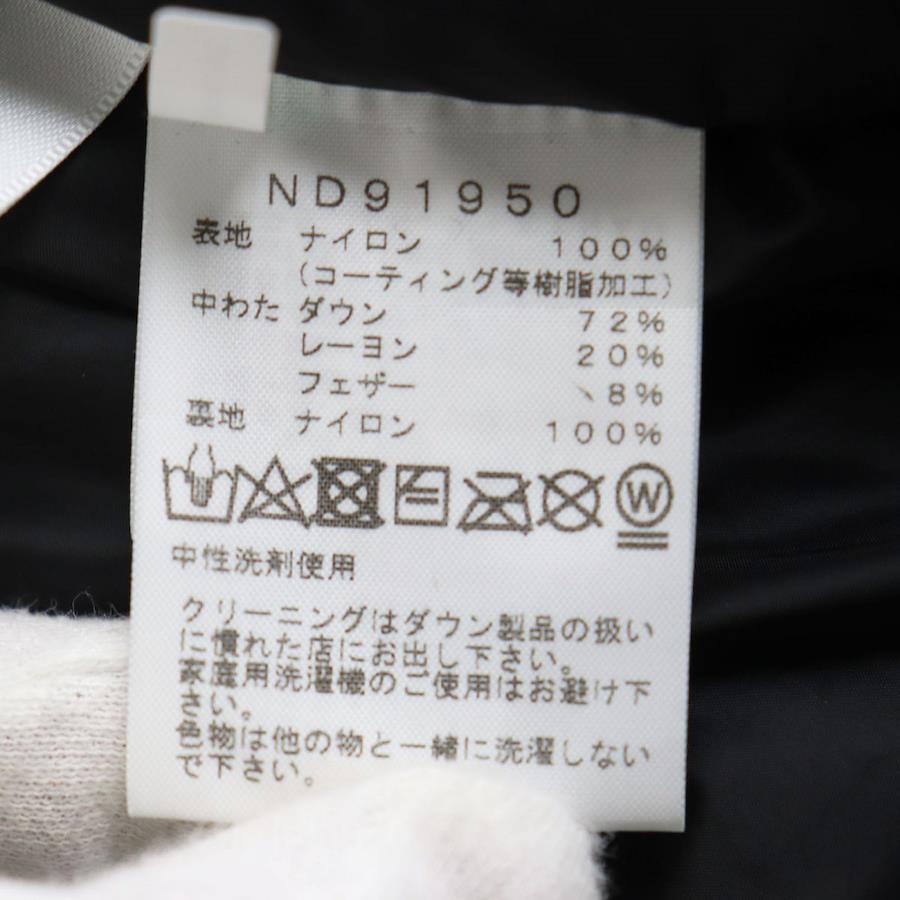 ND91950
表地 ナイロン 100%
(コーティング等樹脂加工)
中わた ダウン 72%
レーヨン 20%
フェザー 8%
裏地 ナイロン 100%
W
中性洗剤使用
クリーニングはダウン製品の扱い
に慣れた店にお出し下さい。
家庭用洗濯機のご使用はお避け下
さい。
色物は他の物と一緒に洗濯しない
で下さい。